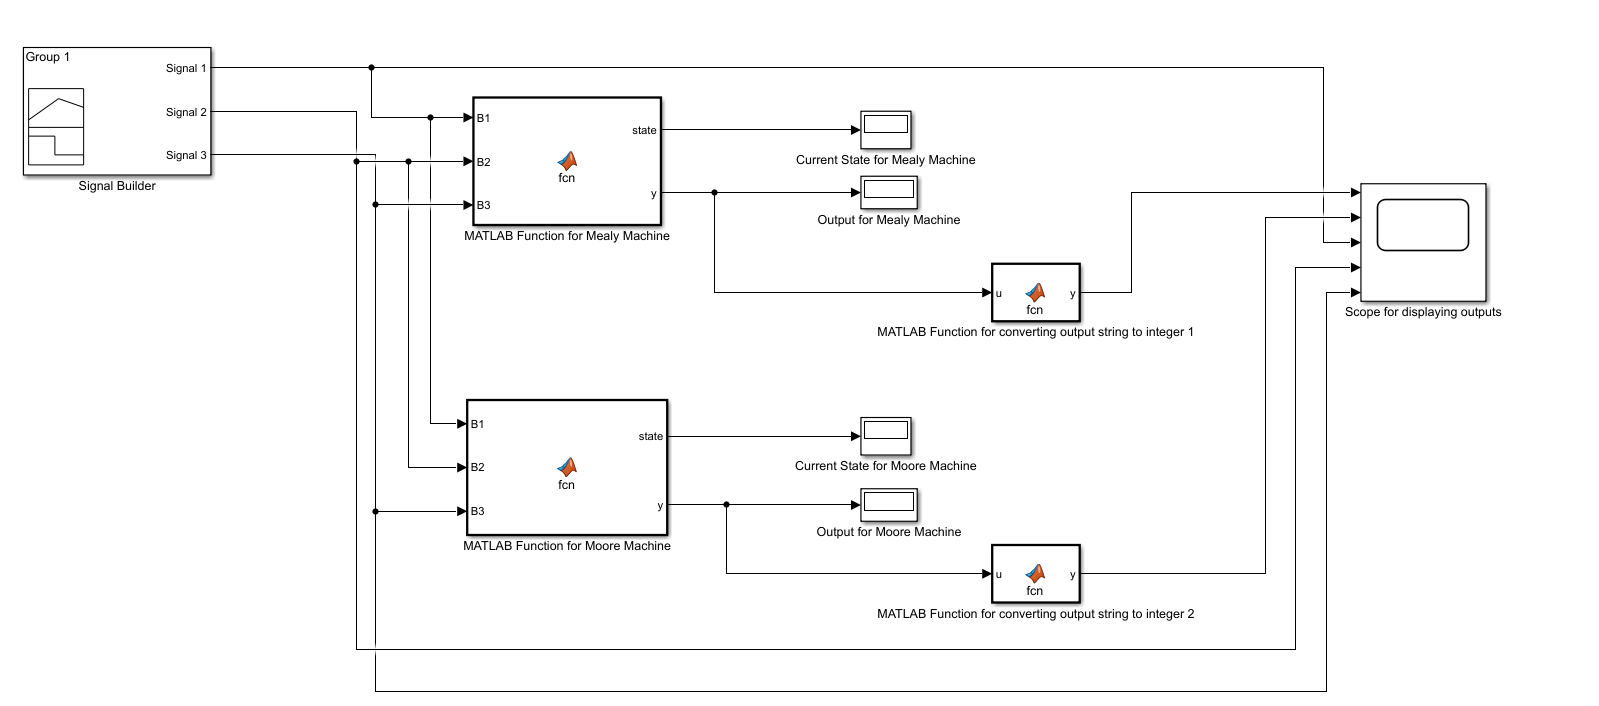 Group 1
Signal 1
Signal 2
Signal 3
Signal Builder
B1
B2
B3
fcn
state
y
MATLAB Function for Mealy Machine
Current State for Mealy Machine
Output for Mealy Machine
u
fcn
y
MATLAB Function for converting output string to integer 1
Scope for displaying outputs
B1
B2
B3
fcn
state
y
MATLAB Function for Moore Machine
Current State for Moore Machine
Output for Moore Machine
u
fcn
y
MATLAB Function for converting output string to integer 2